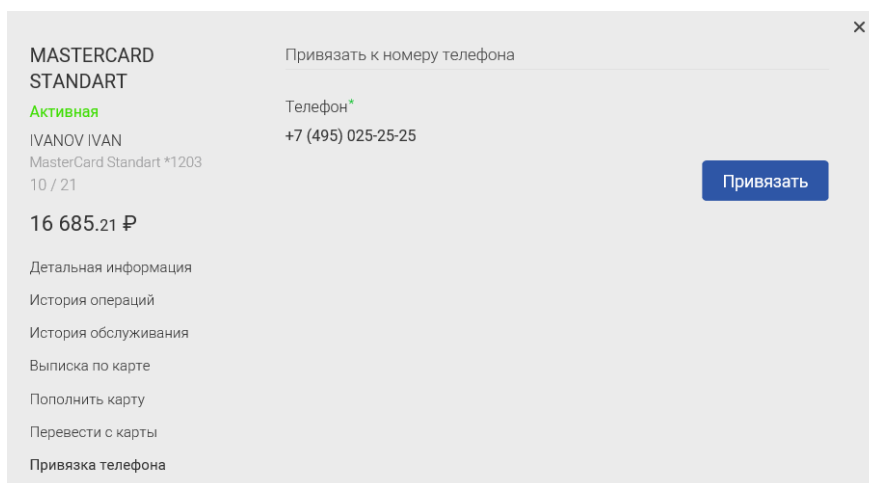 MASTERCARD
STANDART
Активная
IVANOV IVAN
MasterCard Standart *1203
10 / 21
16 685.21 ₽
Детальная информация
История операций
История обслуживания
Выписка по карте
Пополнить карту
Перевести с карты
Привязка телефона
Привязать к номеру телефона
Телефон*
+7 (495) 025-25-25
Привязать